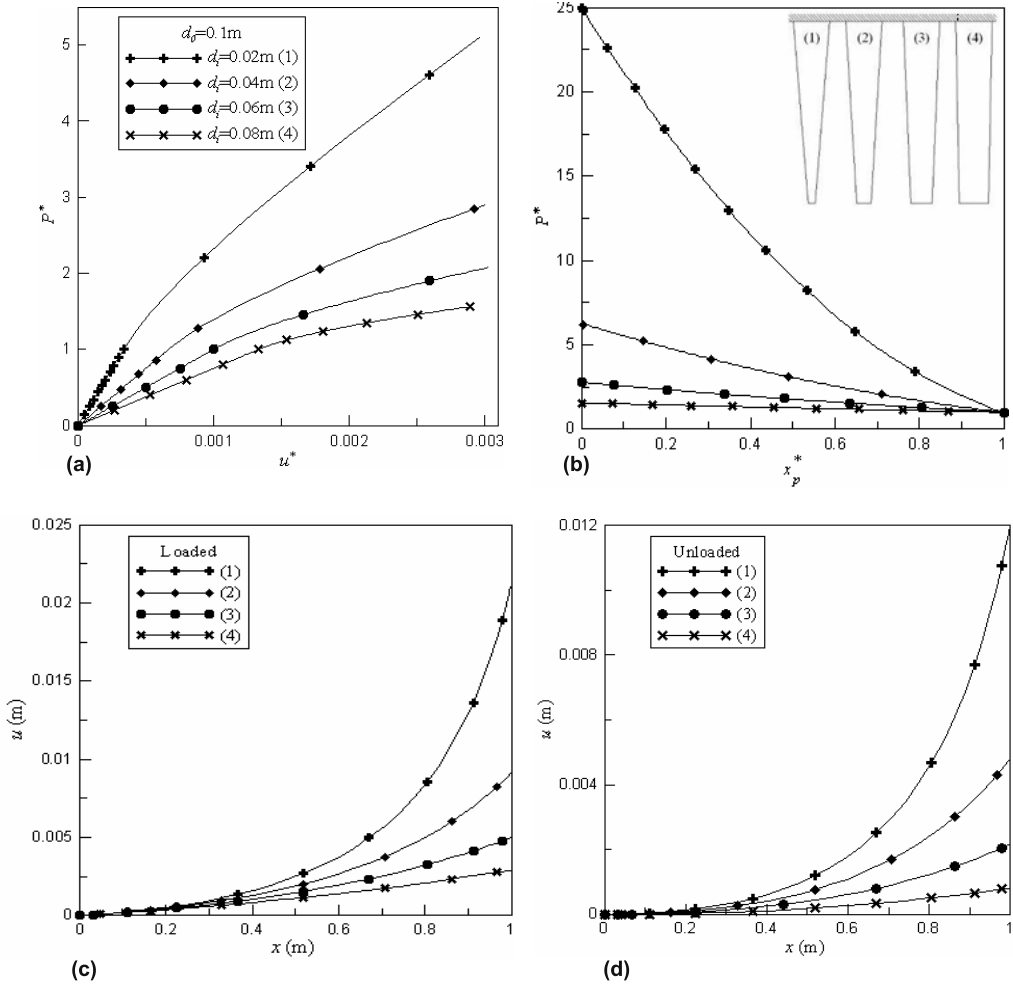 d0=0.1m
di=0.02m (1)
di=0.04m (2)
di=0.06m (3)
di=0.08m (4)
5
4
3
2
1
0
P*
0
0.001
0.002
0.003
u*
(a)
25
20
15
10
5
0
P*
(1)
(2)
(3)
(4)
0
0.2
0.4
0.6
0.8
1
xp*
(b)
0.025
0.02
0.015
0.01
0.005
0
u (m)
Loaded
(1)
(2)
(3)
(4)
0
0.2
0.4
0.6
0.8
1
x (m)
(c)
0.012
0.008
0.004
0
u (m)
Unloaded
(1)
(2)
(3)
(4)
0
0.2
0.4
0.6
0.8
1
x (m)
(d)